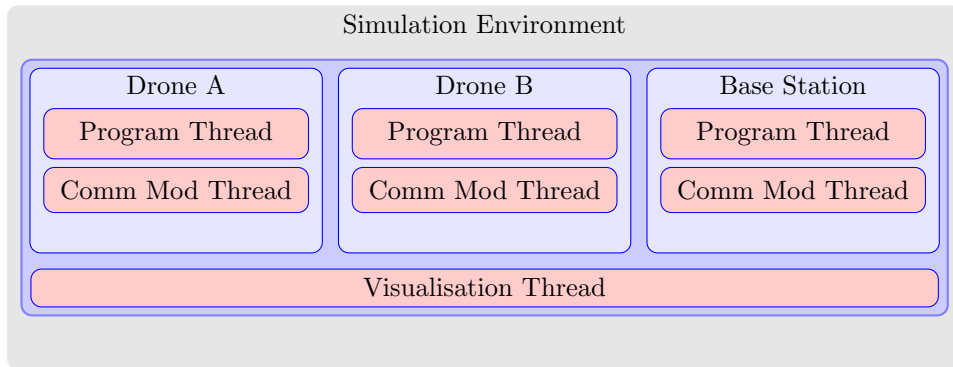 Simulation Environment
Drone A
Program Thread
Comm Mod Thread
Drone B
Program Thread
Comm Mod Thread
Base Station
Program Thread
Comm Mod Thread
Visualisation Thread